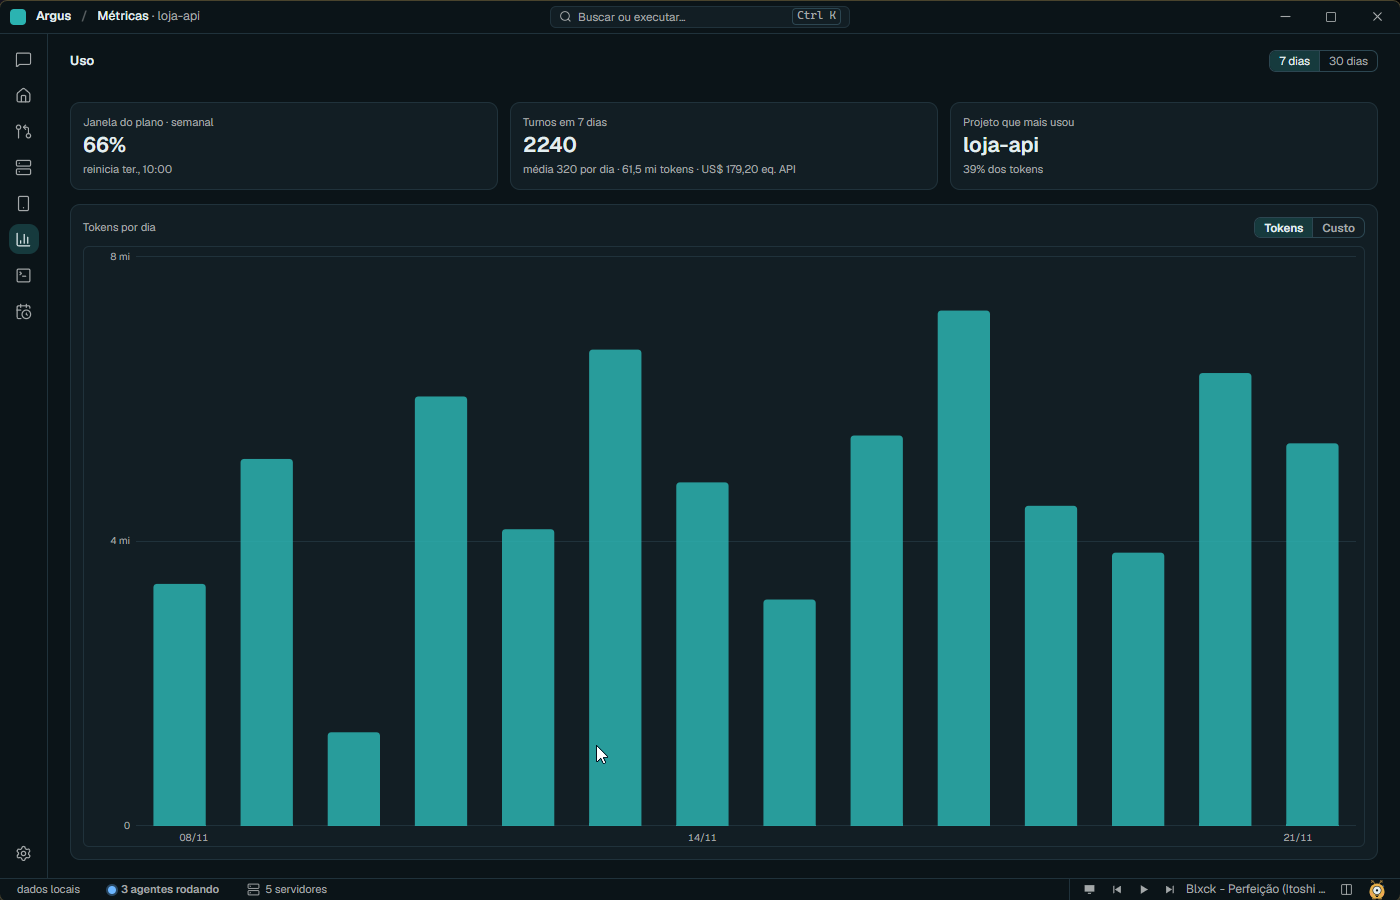 Argus / Métricas · loja-api
Buscar ou executar... Ctrl K
Uso
7 dias 30 dias
Janela do plano · semanal
66%
reinicia ter., 10:00
Turnos em 7 dias
2240
média 320 por dia · 61,5 mi tokens · US$ 179,20 eq. API
Projeto que mais usou
loja-api
39% dos tokens
Tokens por dia
Tokens Custo
8 mi
4 mi
0
08/11 14/11 21/11
dados locais 3 agentes rodando 5 servidores Blxck - Perfeição (Itoshi ...